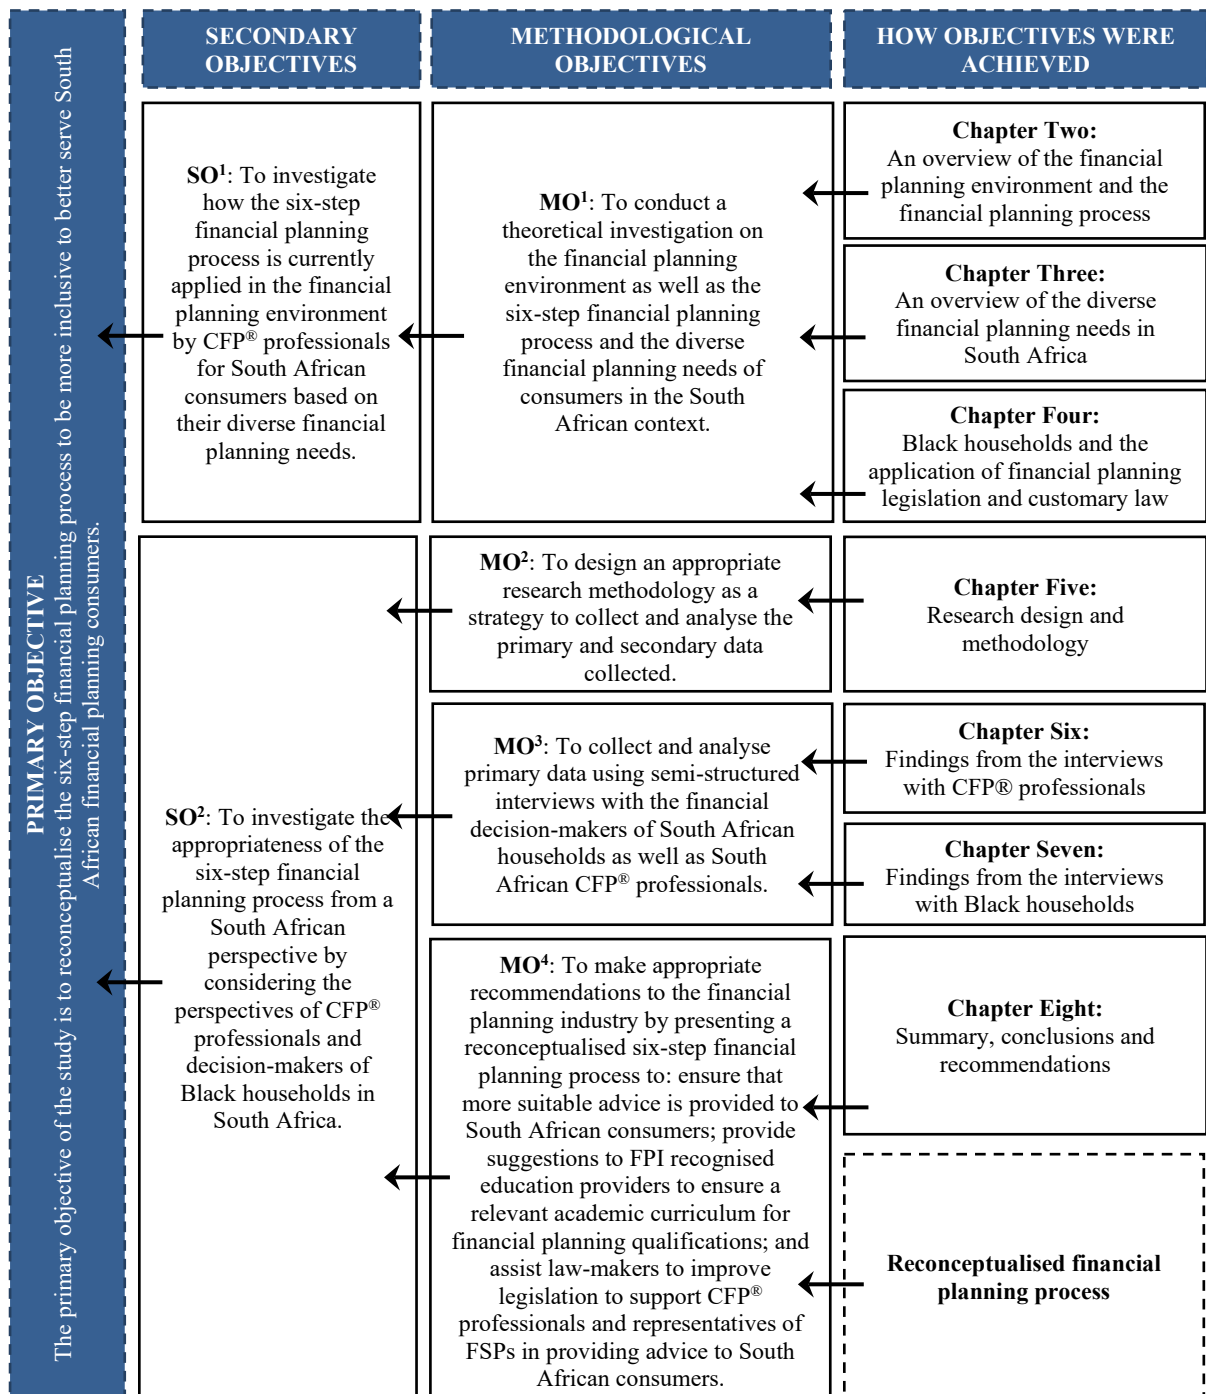 PRIMARY OBJECTIVE
The primary objective of the study is to reconceptualise the six-step financial planning process to be more inclusive to better serve South
African financial planning consumers.
SECONDARY
OBJECTIVES
METHODOLOGICAL
OBJECTIVES
HOW OBJECTIVES WERE
ACHIEVED
SO¹: To investigate
how the six-step
financial planning
process is currently
applied in the financial
planning environment
by CFP® professionals
for South African
consumers based on
their diverse financial
planning needs.
MO¹: To conduct a
theoretical investigation on
the financial planning
environment as well as the
six-step financial planning
process and the diverse
financial planning needs of
consumers in the South
African context.
Chapter Two:
An overview of the financial
planning environment and the
financial planning process
Chapter Three:
An overview of the diverse
financial planning needs in
South Africa
Chapter Four:
Black households and the
application of financial planning
legislation and customary law
SO²: To investigate the
appropriateness of the
six-step financial
planning process from a
South African
perspective by
considering the
perspectives of CFP®
professionals and
decision-makers of
Black households in
South Africa.
MO²: To design an appropriate
research methodology as a
strategy to collect and analyse the
primary and secondary data
collected.
Chapter Five:
Research design and
methodology
MO³: To collect and analyse
primary data using semi-structured
interviews with the financial
decision-makers of South African
households as well as South
African CFP® professionals.
Chapter Six:
Findings from the interviews
with CFP® professionals
Chapter Seven:
Findings from the interviews
with Black households
MO⁴: To make appropriate
recommendations to the financial
planning industry by presenting a
reconceptualised six-step financial
planning process to: ensure that
more suitable advice is provided to
South African consumers; provide
suggestions to FPI recognised
education providers to ensure a
relevant academic curriculum for
financial planning qualifications; and
assist law-makers to improve
legislation to support CFP®
professionals and representatives of
FSPs in providing advice to South
African consumers.
Chapter Eight:
Summary, conclusions and
recommendations
Reconceptualised financial
planning process